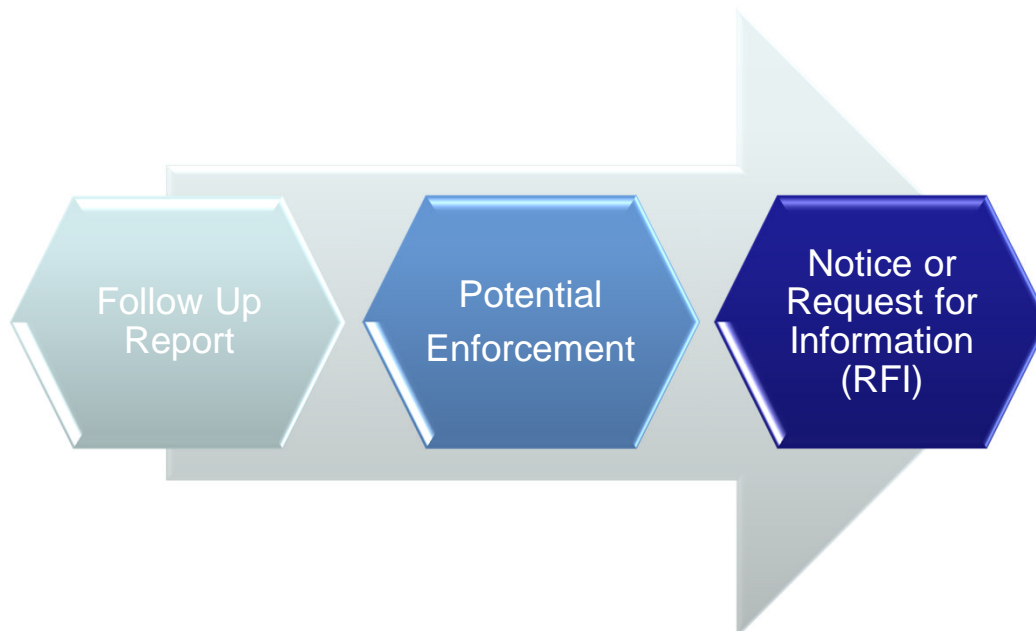 Follow Up
Report
Potential
Enforcement
Notice or
Request for
Information
(RFI)